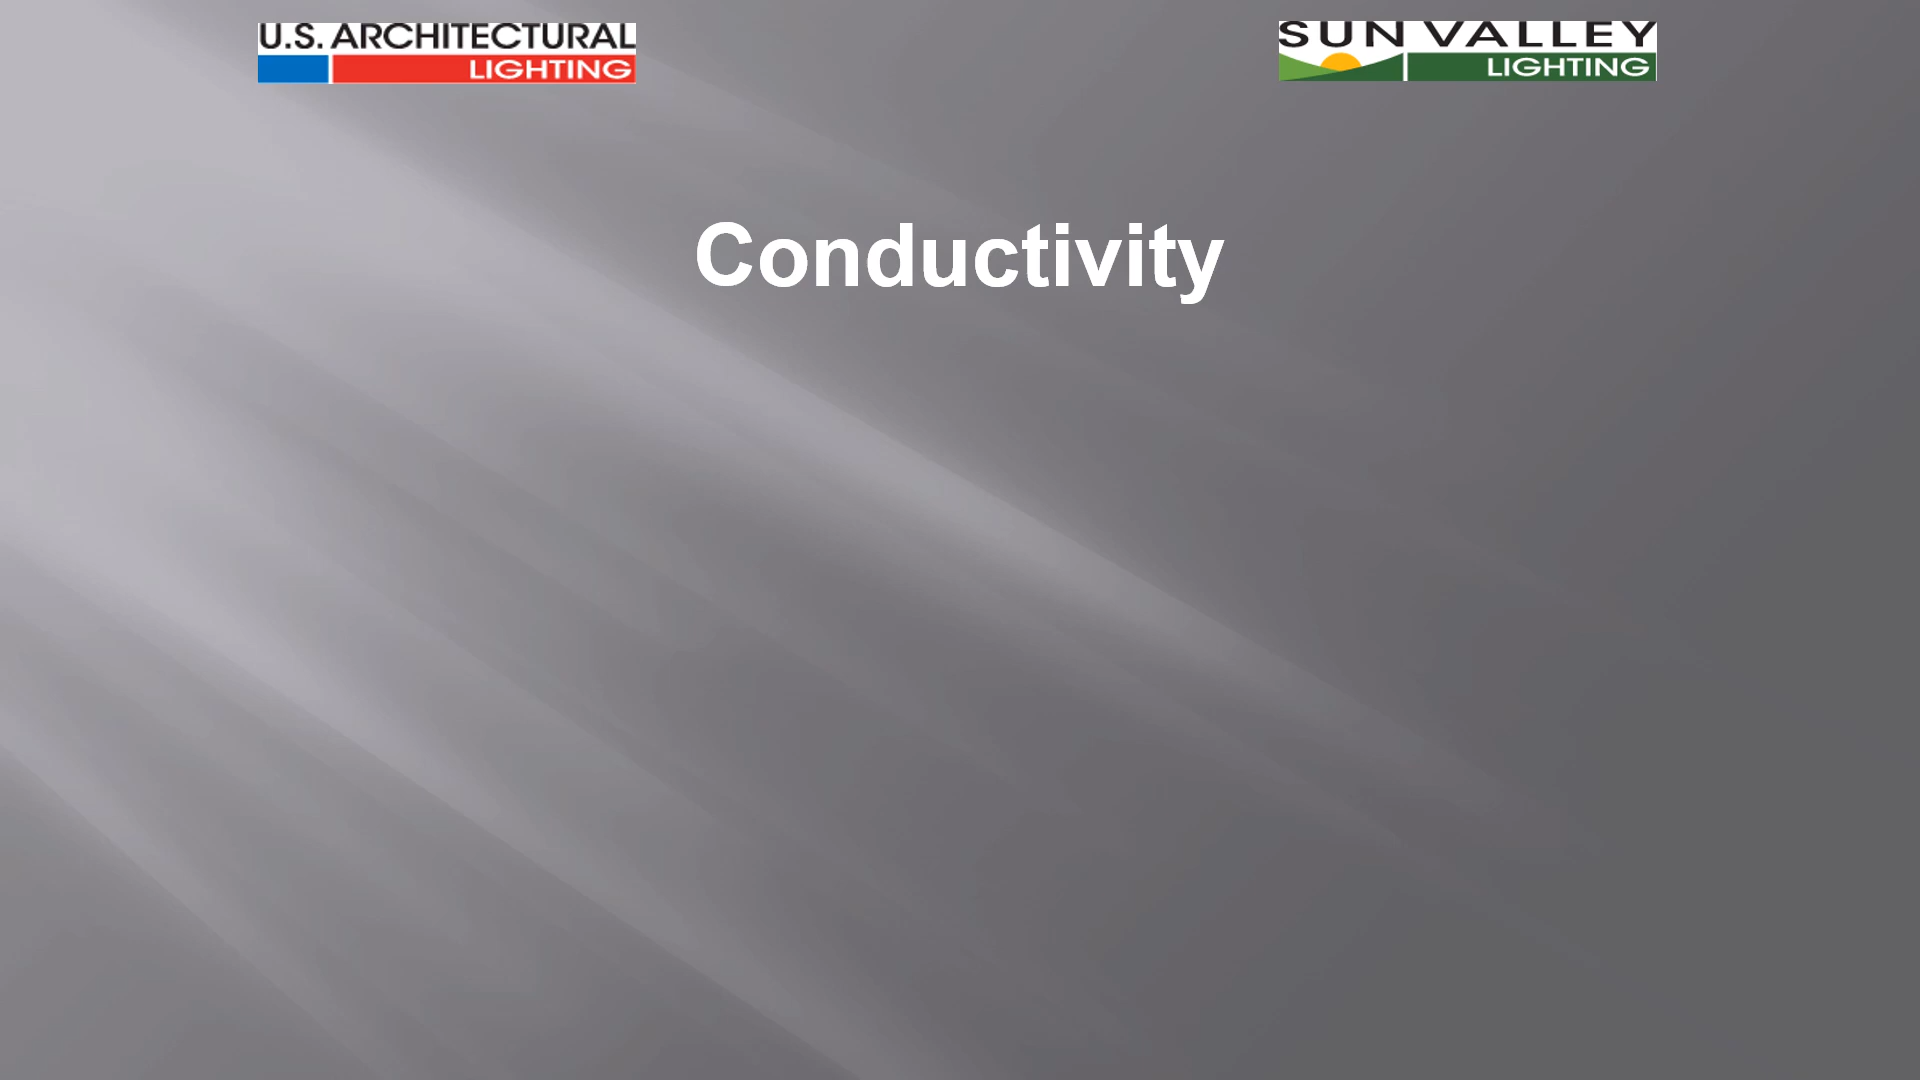 U.S. ARCHITECTURAL
LIGHTING
SUN VALLEY
LIGHTING
Conductivity